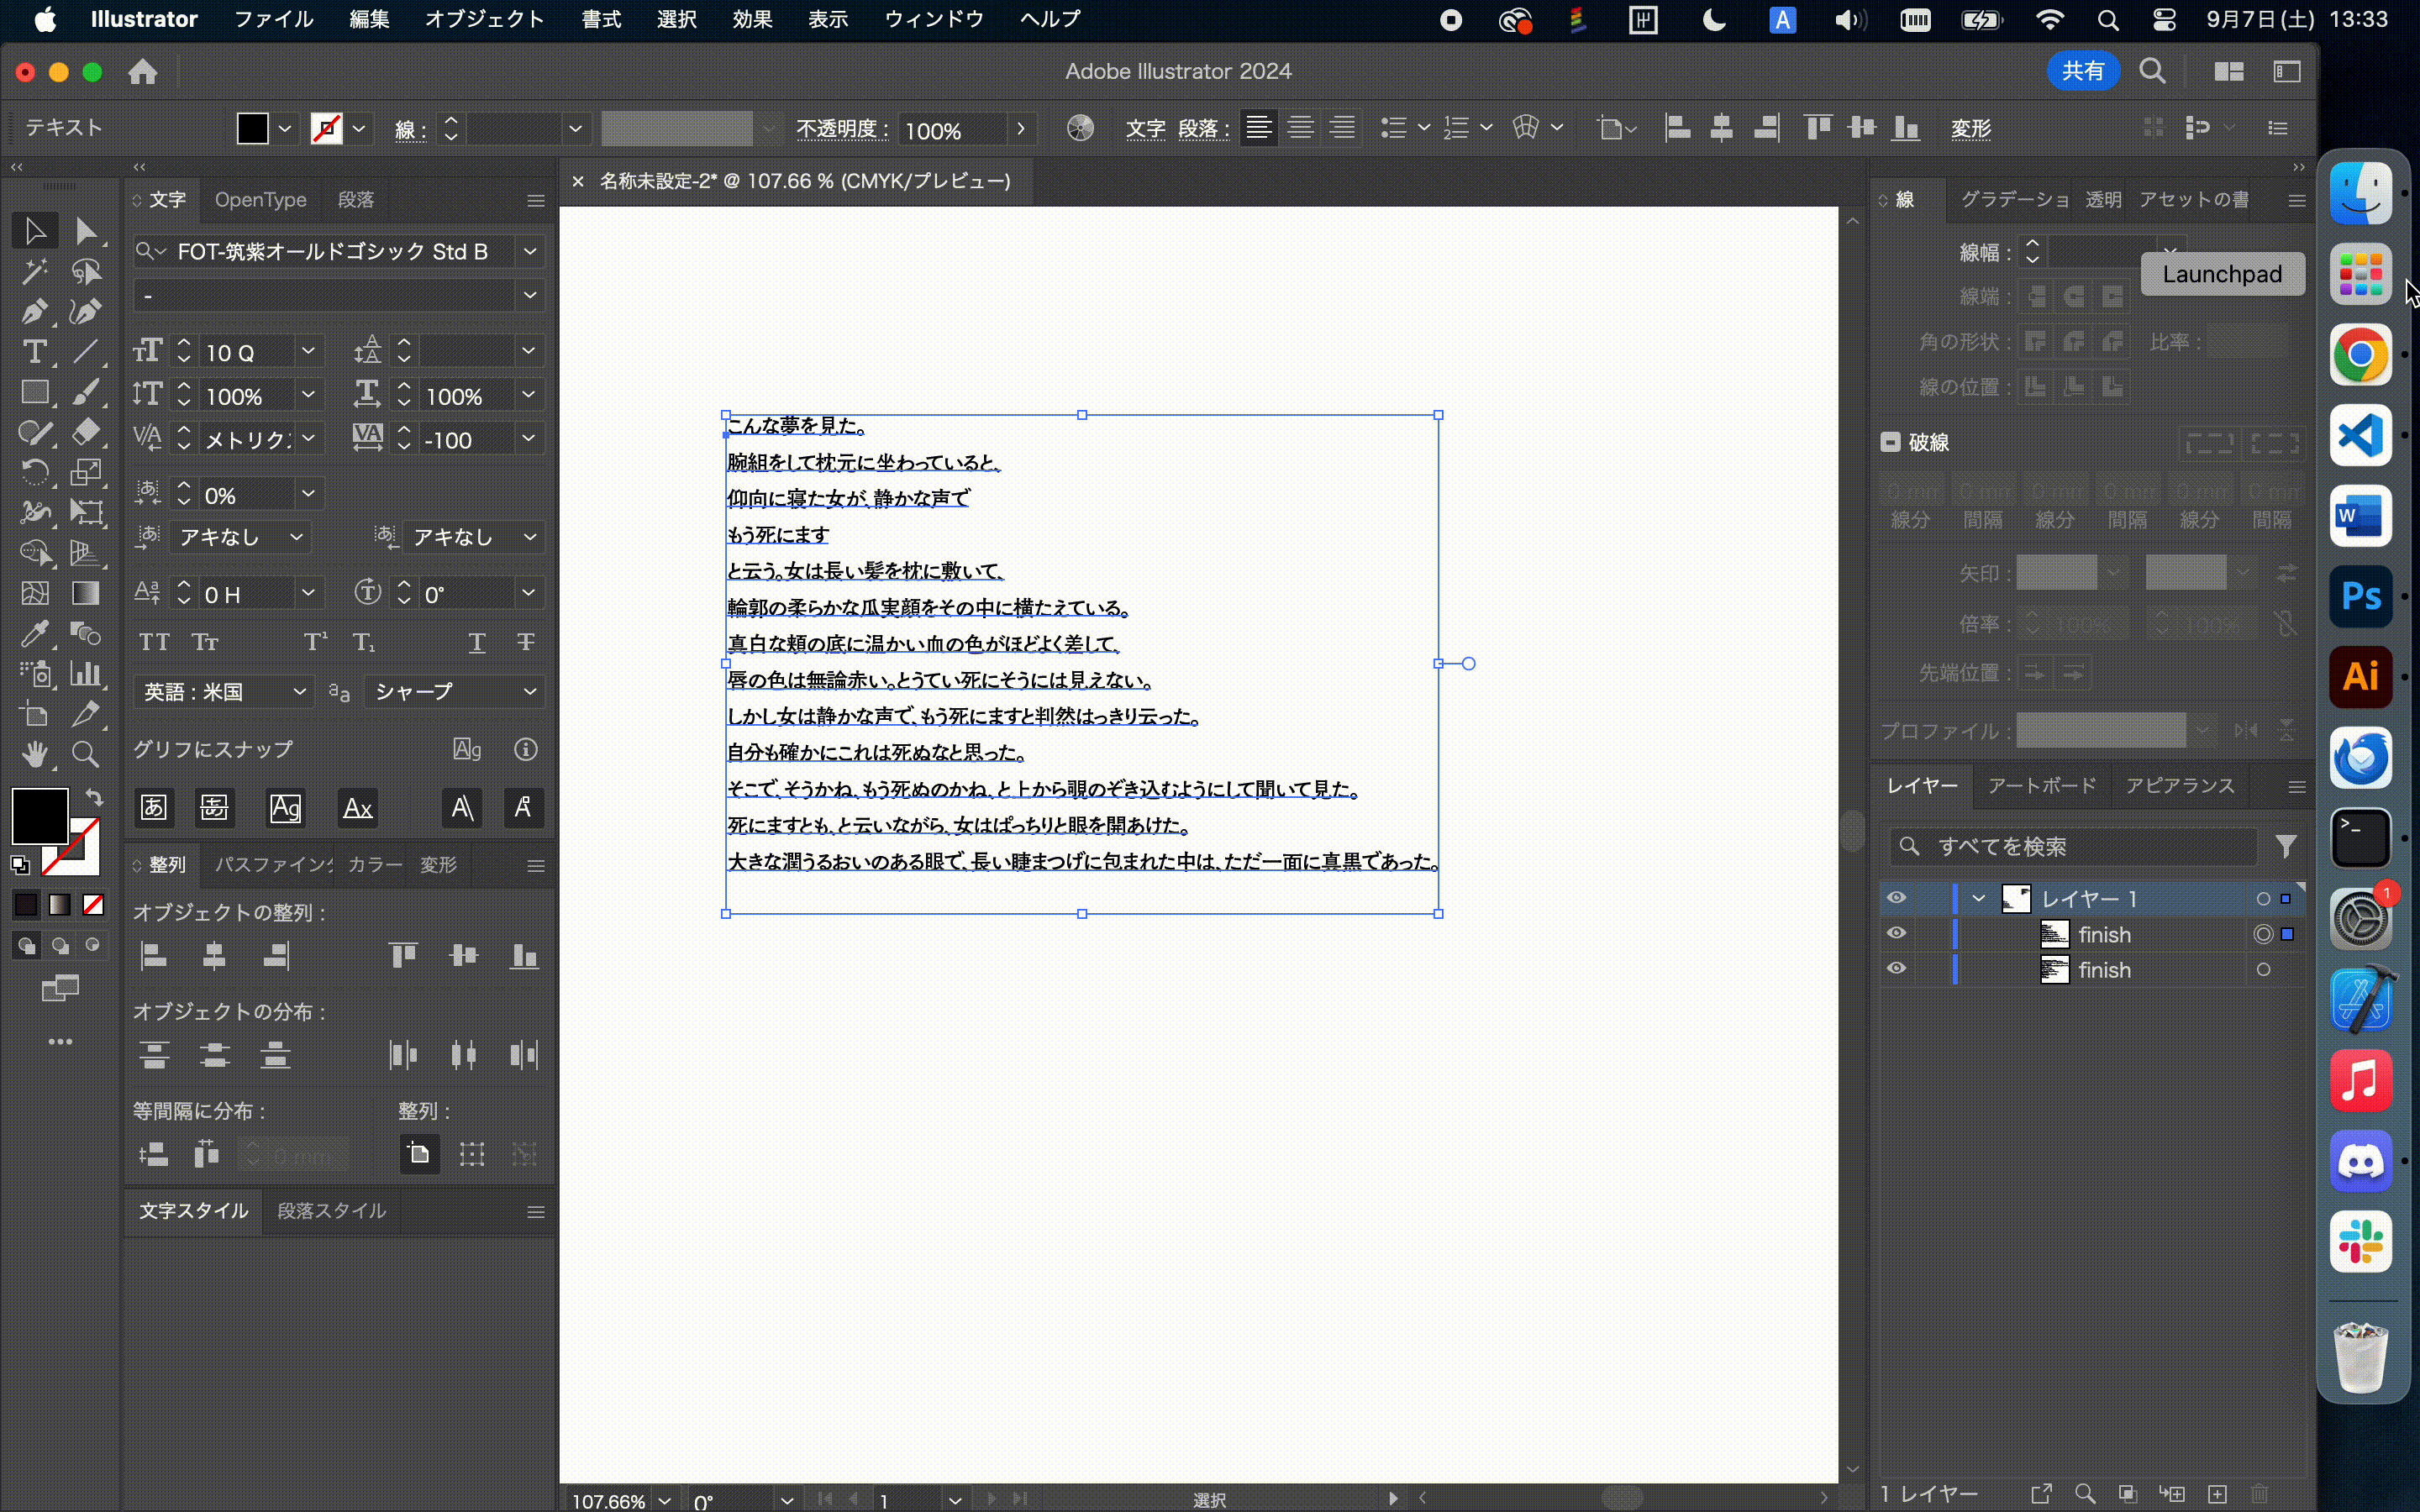 Illustrator ファイル 編集 オブジェクト 書式 選択 効果 表示 ウィンドウ ヘルプ A 9月7日(土) 13:33
Adobe Illustrator 2024 共有
テキスト 線: 不透明度: 100% 文字 段落: 変形
文字 OpenType 段落
× 名称未設定-2* @ 107.66 % (CMYK/プレビュー)
線 グラデーショ 透明 アセットの書
FOT-筑紫オールドゴシック Std B
-
10 Q
100% 100%
メトリク -100
0%
アキなし アキなし
0 H 0°
英語:米国 シャープ
グリフにスナップ
整列 パスファイン カラー 変形
オブジェクトの整列:
オブジェクトの分布:
等間隔に分布: 整列:
0 mm
文字スタイル 段落スタイル
こんな夢を見た。
腕組をして枕元に坐わっていると、
仰向に寝た女が、静かな声で
もう死にます
と云う。女は長い髪を枕に敷いて、
輪郭の柔らかな瓜実顔をその中に横たえている。
真白な頬の底に温かい血の色がほどよく差して、
唇の色は無論赤い。とうてい死にそうには見えない。
しかし女は静かな声で、もう死にますと判然はっきり云った。
自分も確かにこれは死ぬなと思った。
そこで、そうかね、もう死ぬのかね、と上から覗のぞき込むようにして聞いて見た。
死にますとも、と云いながら、女はぱっちりと眼を開あけた。
大きな潤うるおいのある眼で、長い睫まつげに包まれた中は、ただ一面に真黒であった。
107.66% 0° 1 選択
線幅:
Launchpad
線端:
角の形状: 比率:
線の位置:
破線
0 mm 0 mm 0 mm 0 mm 0 mm 0 mm
線分 間隔 線分 間隔 線分 間隔
矢印:
倍率: 100% 100%
先端位置:
プロファイル:
レイヤー アートボード アピアランス
すべてを検索
レイヤー 1
finish
finish
1 レイヤー
W
Ps
Ai
>_
1